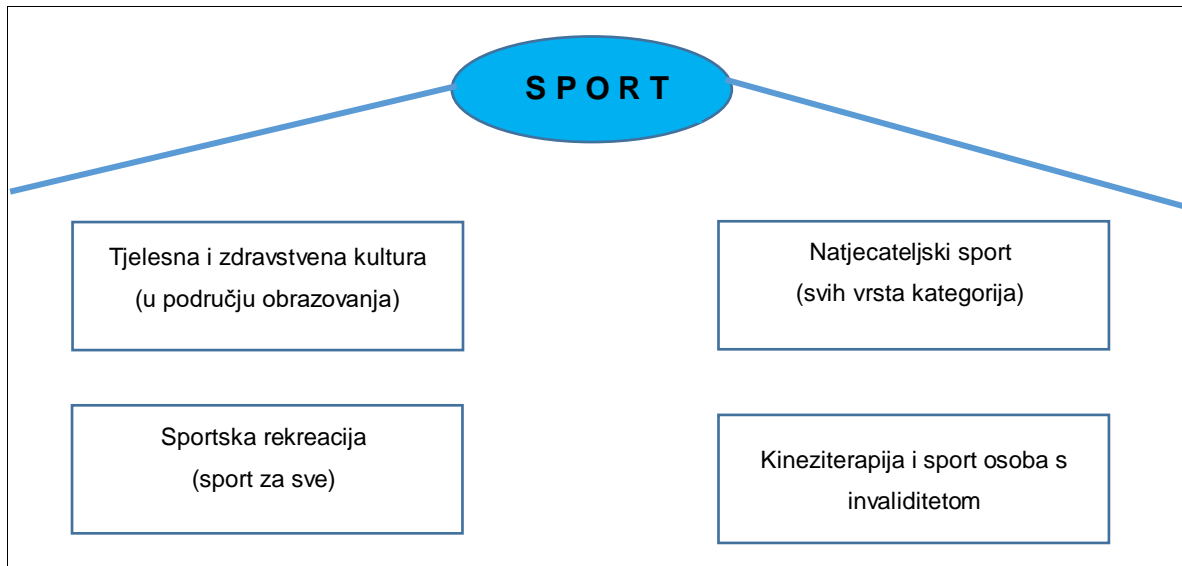 S P O R T
Tjelesna i zdravstvena kultura
(u području obrazovanja)
Natjecateljski sport
(svih vrsta kategorija)
Sportska rekreacija
(sport za sve)
Kineziterapija i sport osoba s
invaliditetom